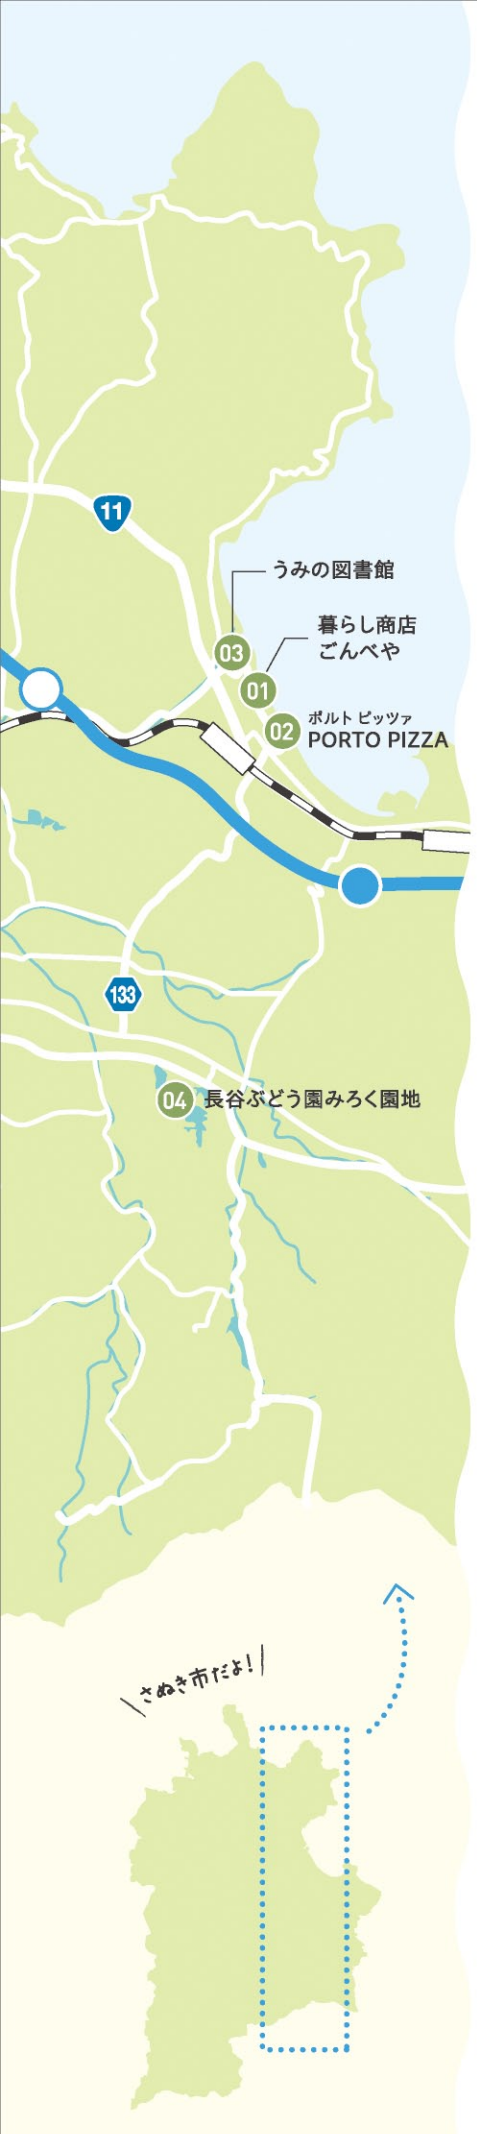 11
うみの図書館
03
暮らし商店
ごんべや
01
ポルト ピッツァ
02 PORTO PIZZA
133
04 長谷ぶどう園みろく園地
さぬき市だよ!